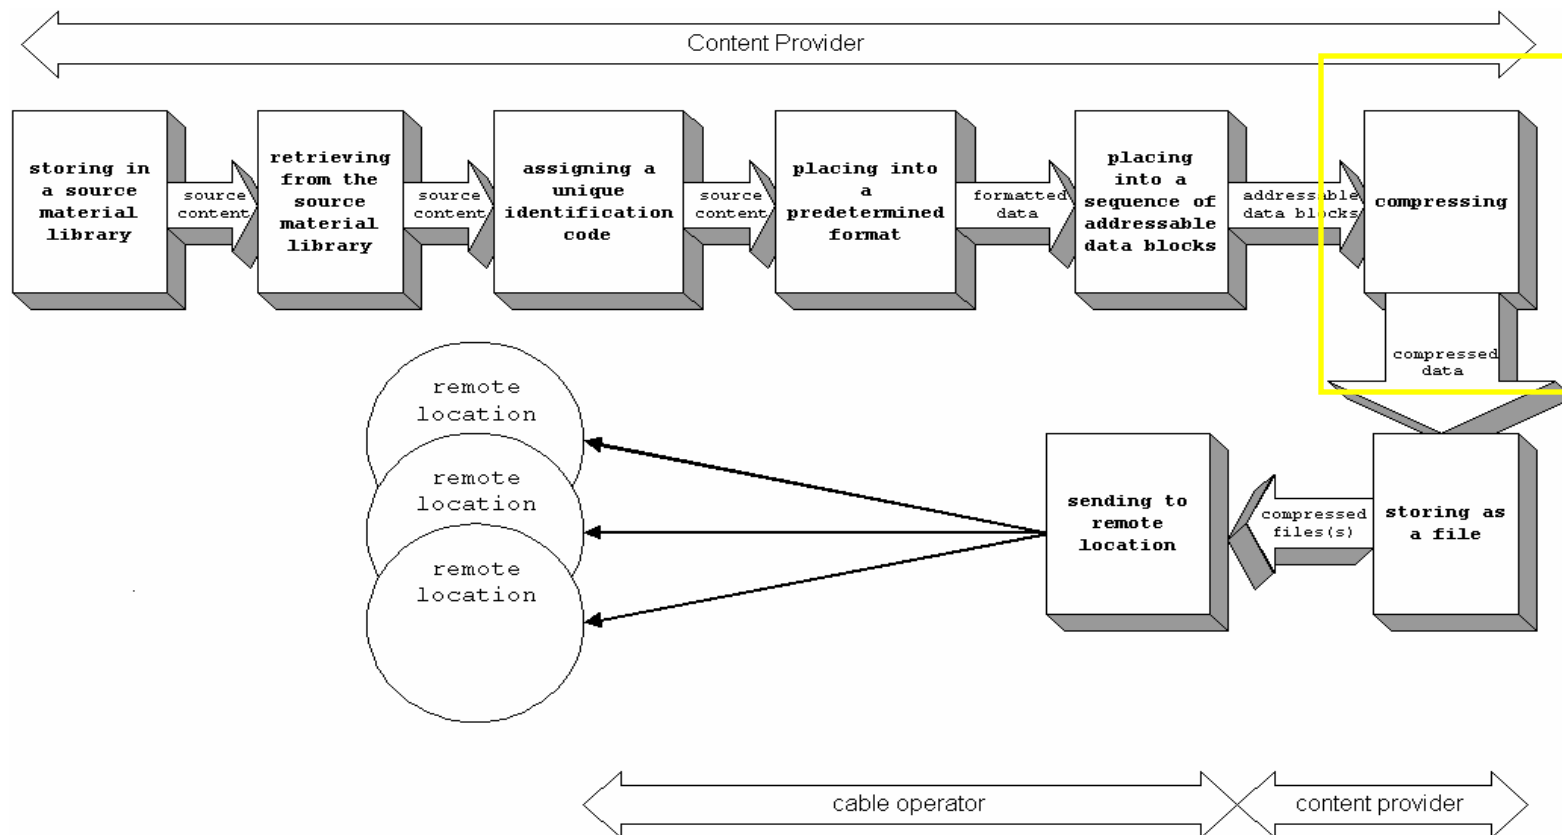 Content Provider
storing in
a source
material
library
source
content
retrieving
from the
source
material
library
source
content
assigning a
unique
identification
code
source
content
placing into
a
predetermined
format
formatted
data
placing
into a
sequence of
addressable
data blocks
addressable
data blocks
compressing
compressed
data
storing as
a file
compressed
files(s)
sending to
remote
location
remote
location
remote
location
remote
location
cable operator
content provider